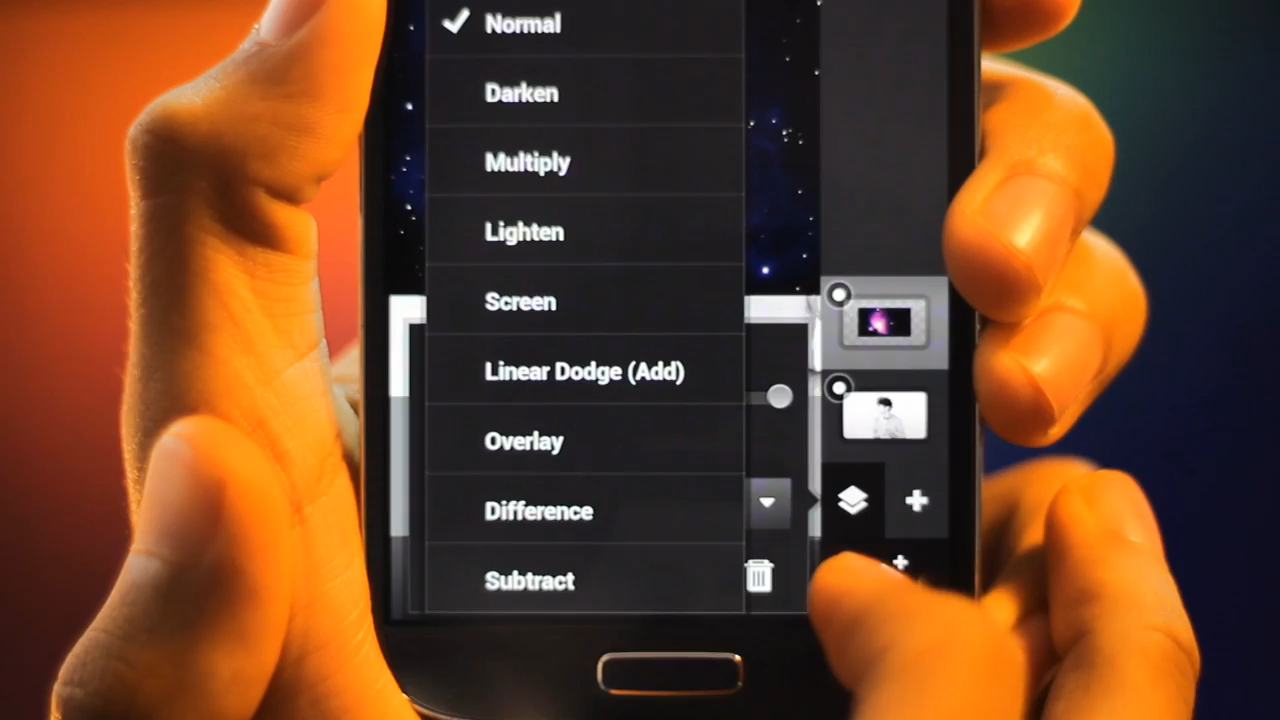 Normal
Darken
Multiply
Lighten
Screen
Linear Dodge (Add)
Overlay
Difference
Subtract